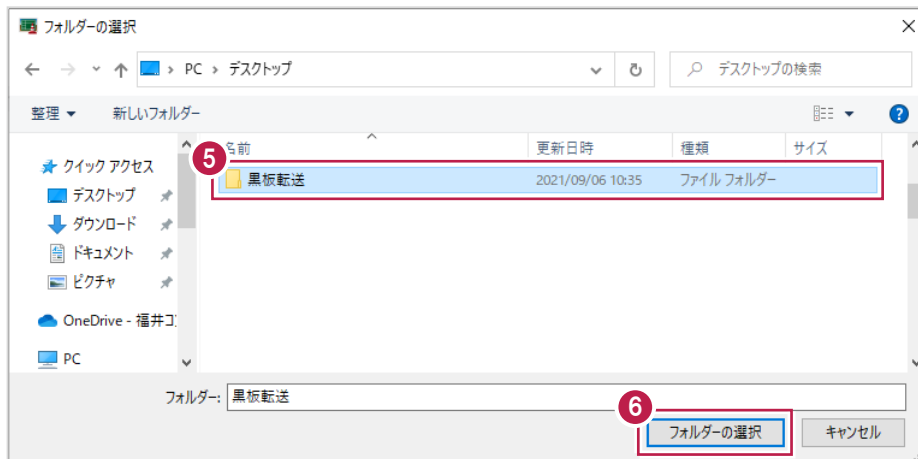 フォルダーの選択
PC › デスクトップ
デスクトップの検索
整理 新しいフォルダー
名前 更新日時 種類 サイズ
5
黒板転送 2021/09/06 10:35 ファイル フォルダー
クイック アクセス
デスクトップ
ダウンロード
ドキュメント
ピクチャ
OneDrive - 福井コ
PC
フォルダー: 黒板転送
6
フォルダーの選択 キャンセル